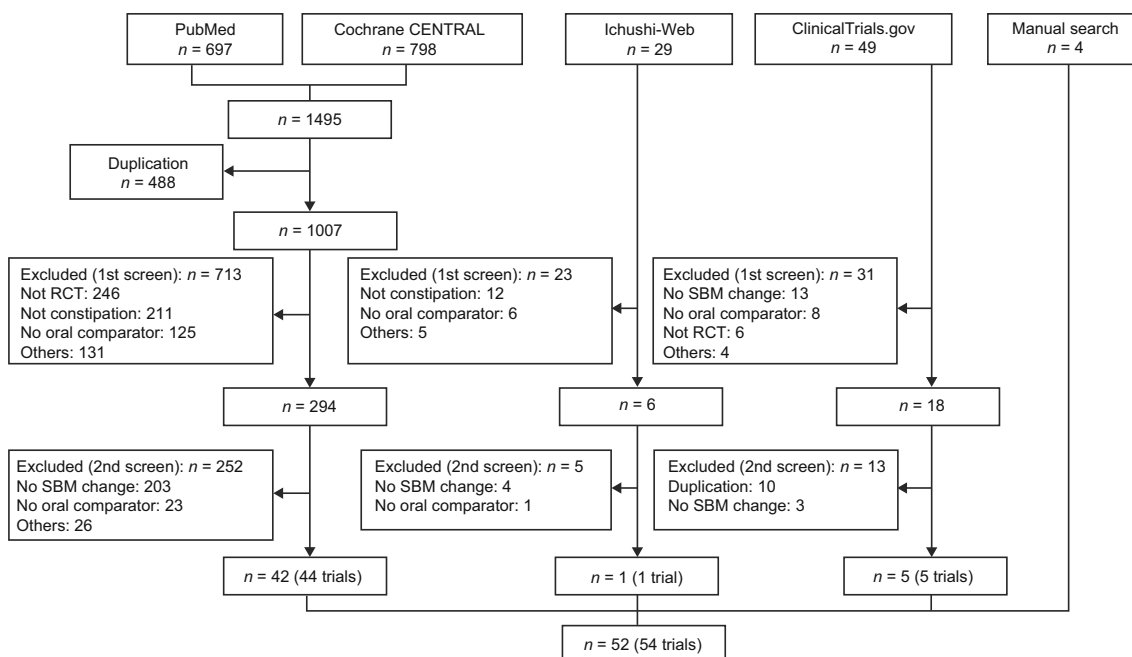 PubMed
n = 697
Cochrane CENTRAL
n = 798
Ichushi-Web
n = 29
ClinicalTrials.gov
n = 49
Manual search
n = 4
n = 1495
Duplication
n = 488
n = 1007
Excluded (1st screen): n = 713
Not RCT: 246
Not constipation: 211
No oral comparator: 125
Others: 131
Excluded (1st screen): n = 23
Not constipation: 12
No oral comparator: 6
Others: 5
Excluded (1st screen): n = 31
No SBM change: 13
No oral comparator: 8
Not RCT: 6
Others: 4
n = 294
n = 6
n = 18
Excluded (2nd screen): n = 252
No SBM change: 203
No oral comparator: 23
Others: 26
Excluded (2nd screen): n = 5
No SBM change: 4
No oral comparator: 1
Excluded (2nd screen): n = 13
Duplication: 10
No SBM change: 3
n = 42 (44 trials)
n = 1 (1 trial)
n = 5 (5 trials)
n = 52 (54 trials)